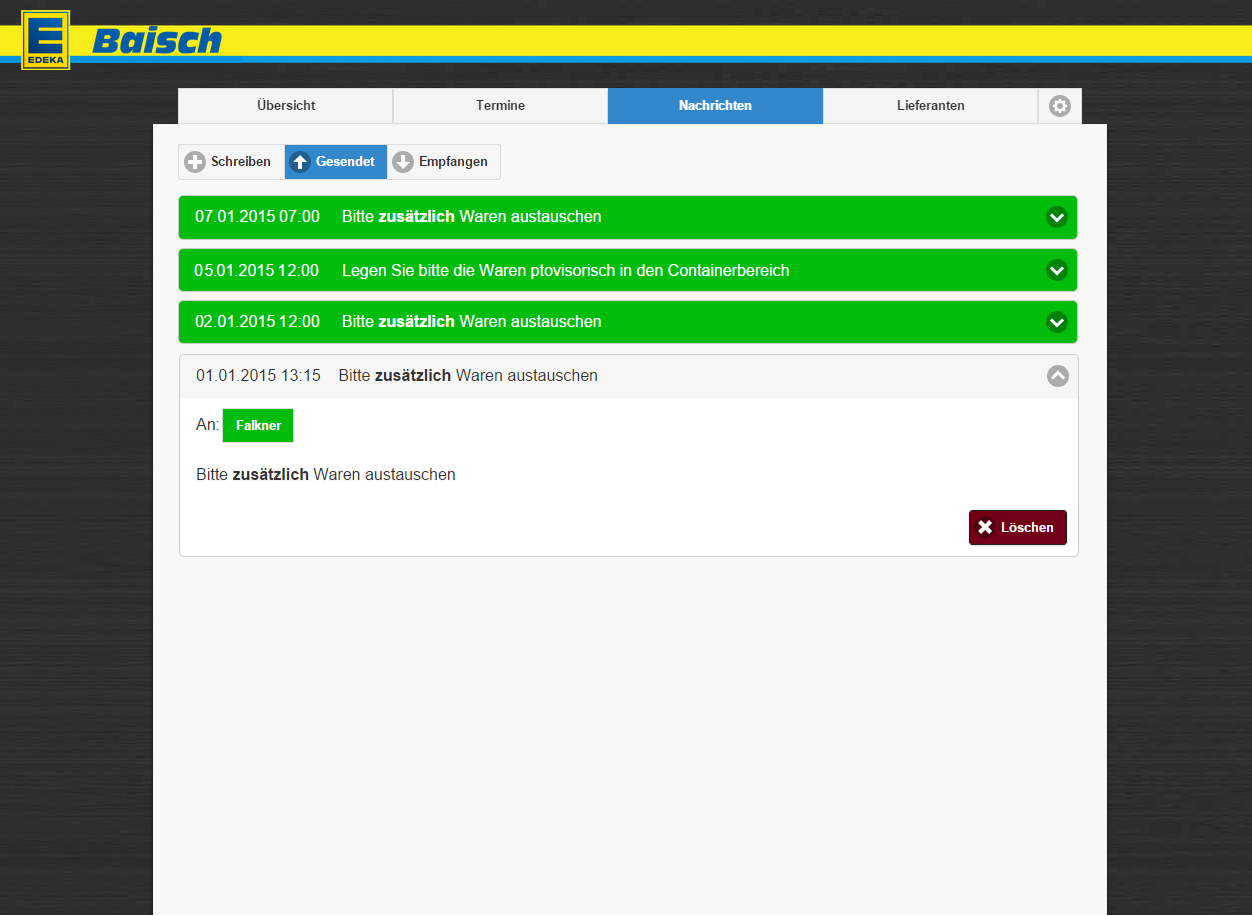 EDEKA
Baisch
Übersicht Termine Nachrichten Lieferanten
Schreiben Gesendet Empfangen
07.01.2015 07:00 Bitte zusätzlich Waren austauschen
05.01.2015 12:00 Legen Sie bitte die Waren ptovisorisch in den Containerbereich
02.01.2015 12:00 Bitte zusätzlich Waren austauschen
01.01.2015 13:15 Bitte zusätzlich Waren austauschen
An: Falkner
Bitte zusätzlich Waren austauschen
Löschen